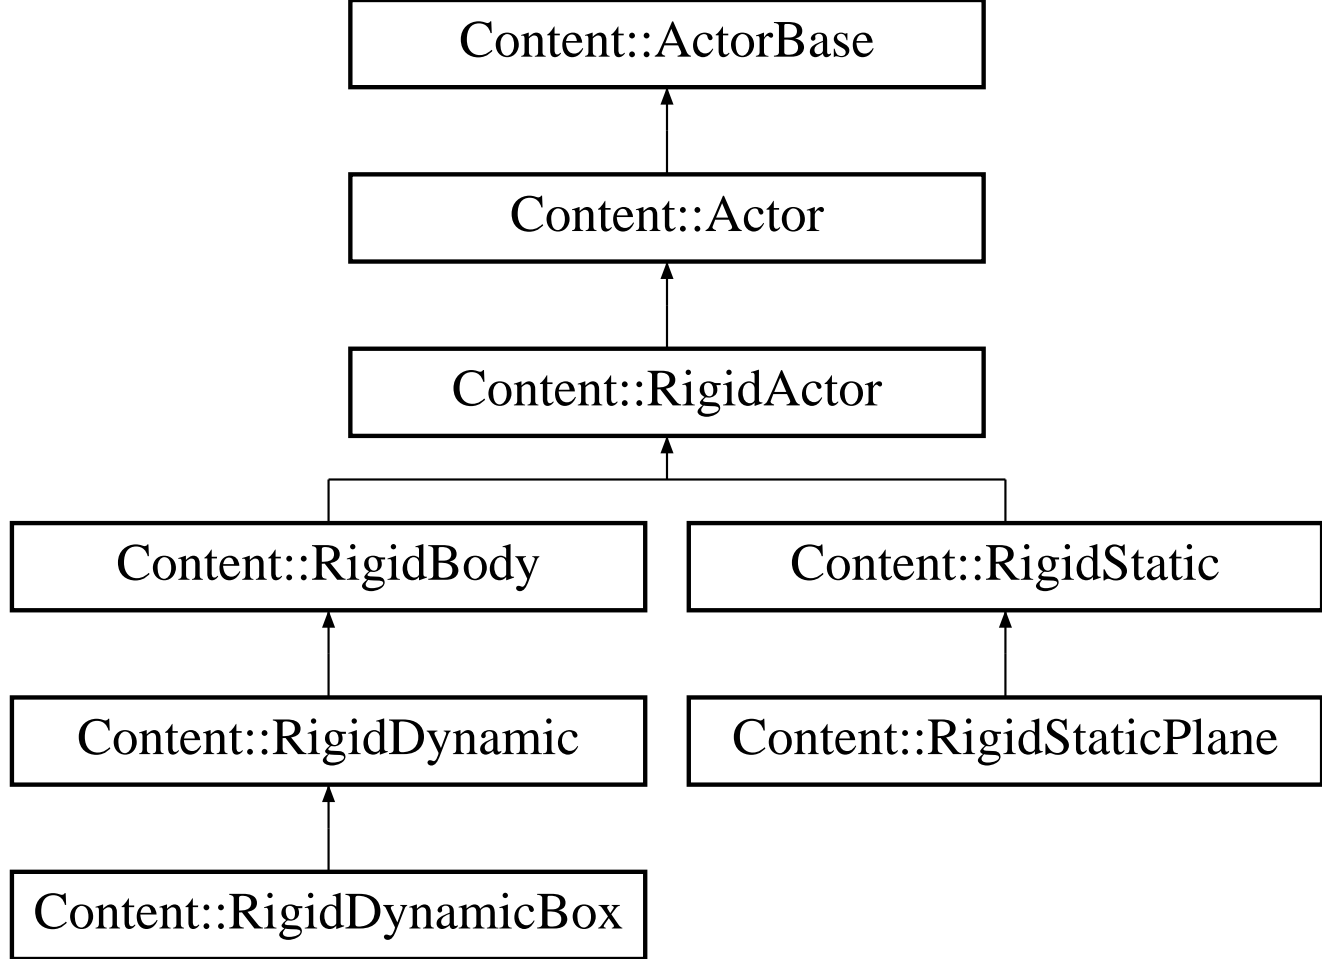 Content::ActorBase
Content::Actor
Content::RigidActor
Content::RigidBody
Content::RigidStatic
Content::RigidDynamic
Content::RigidStaticPlane
Content::RigidDynamicBox